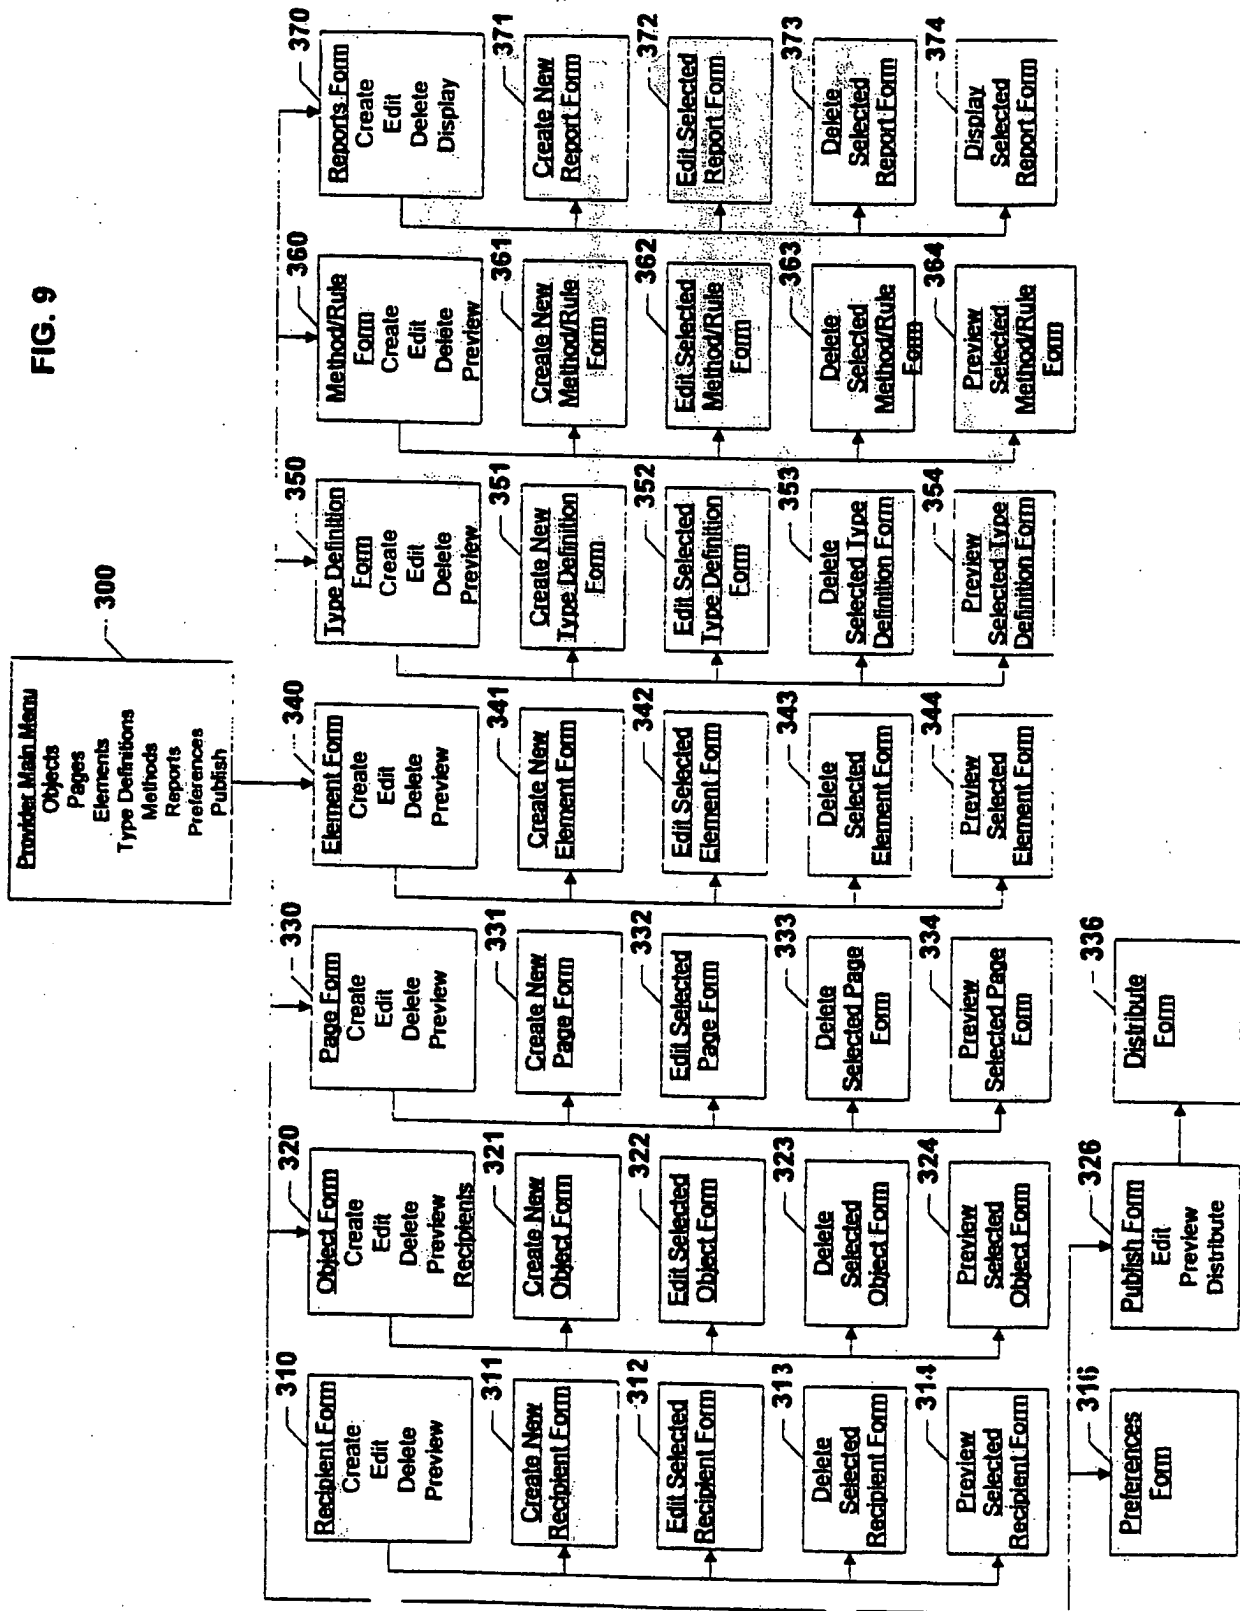 FIG. 9
300
Provider Main Menu
Objects
Pages
Elements
Type Definitions
Methods
Reports
Preferences
Publish
310
Recipient Form
Create
Edit
Delete
Preview
320
Object Form
Create
Edit
Delete
Preview
Recipients
330
Page Form
Create
Edit
Delete
Preview
340
Element Form
Create
Edit
Delete
Preview
350
Type Definition
Form
Create
Edit
Delete
Preview
360
Method/Rule
Form
Create
Edit
Delete
Preview
370
Reports Form
Create
Edit
Delete
Display
311
Create New
Recipient Form
321
Create New
Object Form
331
Create New
Page Form
341
Create New
Element Form
351
Create New
Type Definition
Form
361
Create New
Method/Rule
Form
371
Create New
Report Form
312
Edit Selected
Recipient Form
322
Edit Selected
Object Form
332
Edit Selected
Page Form
342
Edit Selected
Element Form
352
Edit Selected
Type Definition
Form
362
Edit Selected
Method/Rule
Form
372
Edit Selected
Report Form
313
Delete
Selected
Recipient Form
323
Delete
Selected
Object Form
333
Delete
Selected Page
Form
343
Delete
Selected
Element Form
353
Delete
Selected Type
Definition Form
363
Delete
Selected
Method/Rule
Form
373
Delete
Selected
Report Form
314
Preview
Selected
Recipient Form
324
Preview
Selected
Object Form
334
Preview
Selected Page
Form
344
Preview
Selected
Element Form
354
Preview
Selected Type
Definition Form
364
Preview
Selected
Method/Rule
Form
374
Display
Selected
Report Form
316
Preferences
Form
326
Publish Form
Edit
Preview
Distribute
336
Distribute
Form